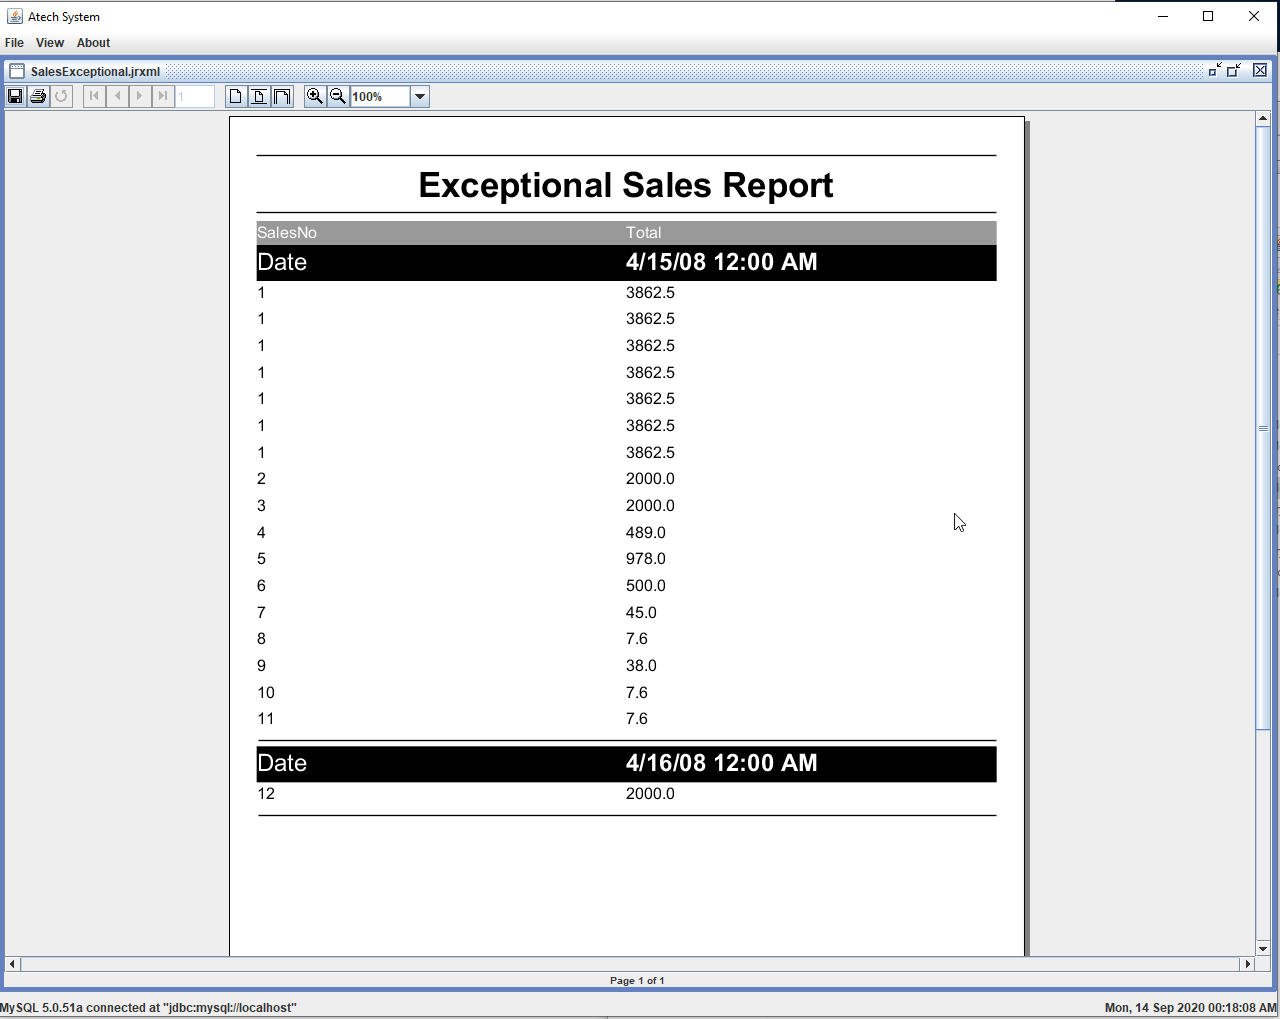 Atech System
File View About
SalesExceptional.jrxml
1 100%
Exceptional Sales Report
SalesNo Total
Date 4/15/08 12:00 AM
1 3862.5
1 3862.5
1 3862.5
1 3862.5
1 3862.5
1 3862.5
1 3862.5
2 2000.0
3 2000.0
4 489.0
5 978.0
6 500.0
7 45.0
8 7.6
9 38.0
10 7.6
11 7.6
Date 4/16/08 12:00 AM
12 2000.0
Page 1 of 1
MySQL 5.0.51a connected at "jdbc:mysql://localhost" Mon, 14 Sep 2020 00:18:08 AM